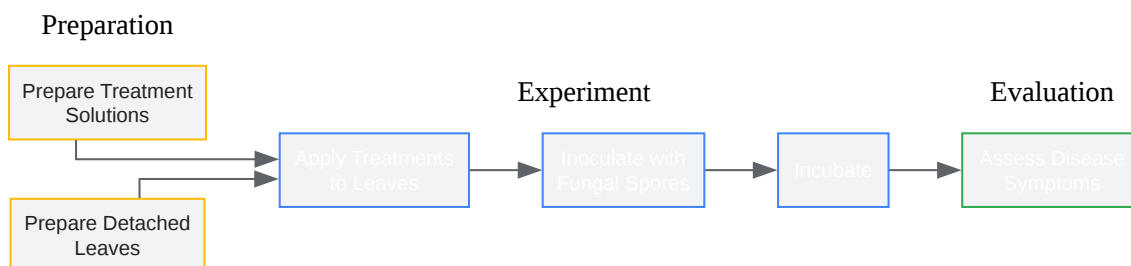 Preparation
Prepare Treatment
Solutions
Prepare Detached
Leaves
Experiment
Apply Treatments
to Leaves
Inoculate with
Fungal Spores
Incubate
Evaluation
Assess Disease
Symptoms